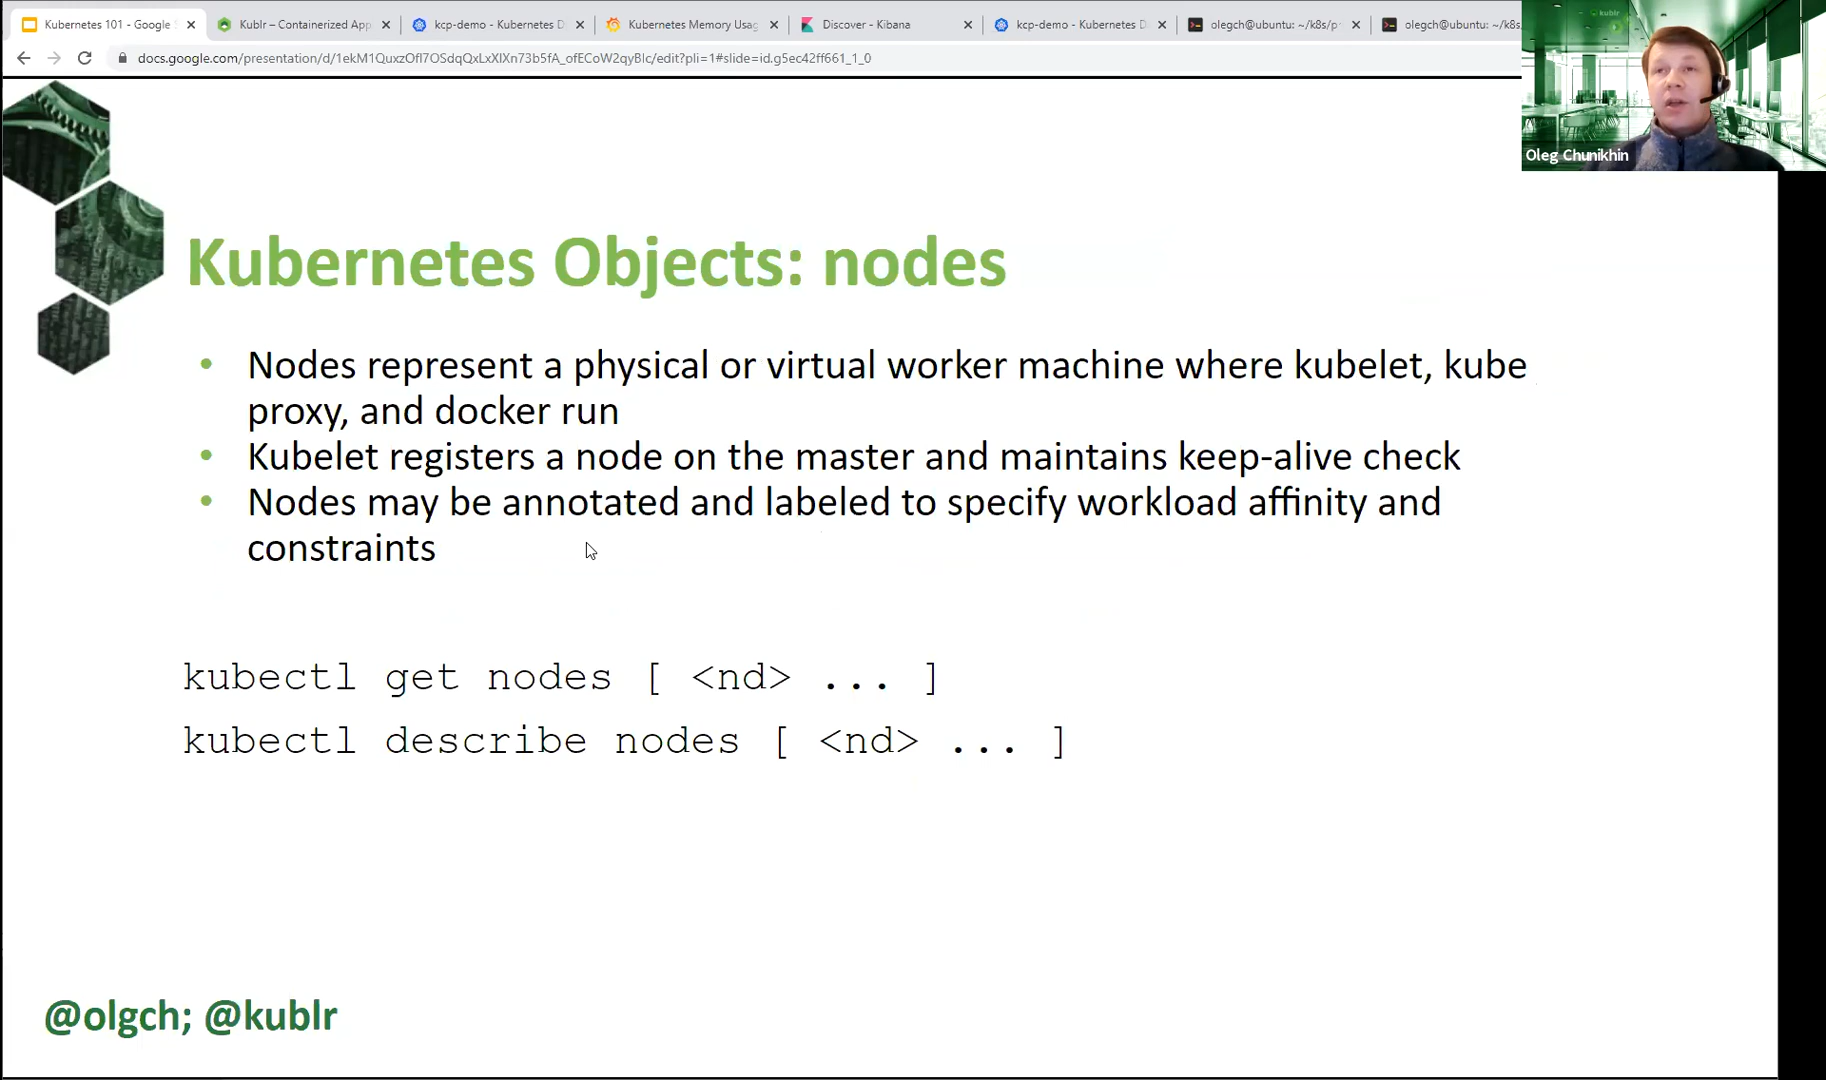 Kubernetes 101 - Google
Kublr – Containerized App
kcp-demo - Kubernetes D
Kubernetes Memory Usag
Discover - Kibana
kcp-demo - Kubernetes D
olegch@ubuntu: ~/k8s/p
olegch@ubuntu: ~/k8s
docs.google.com/presentation/d/1ekM1QuxzOfl7OSdqQxLxXlXn73b5fA_ofECoW2qyBlc/edit?pli=1#slide=id.g5ec42ff661_1_0
kublr
Oleg Chunikhin
Kubernetes Objects: nodes
• Nodes represent a physical or virtual worker machine where kubelet, kube
proxy, and docker run
• Kubelet registers a node on the master and maintains keep-alive check
• Nodes may be annotated and labeled to specify workload affinity and
constraints
kubectl get nodes [ <nd> ... ]
kubectl describe nodes [ <nd> ... ]
@olgch; @kublr